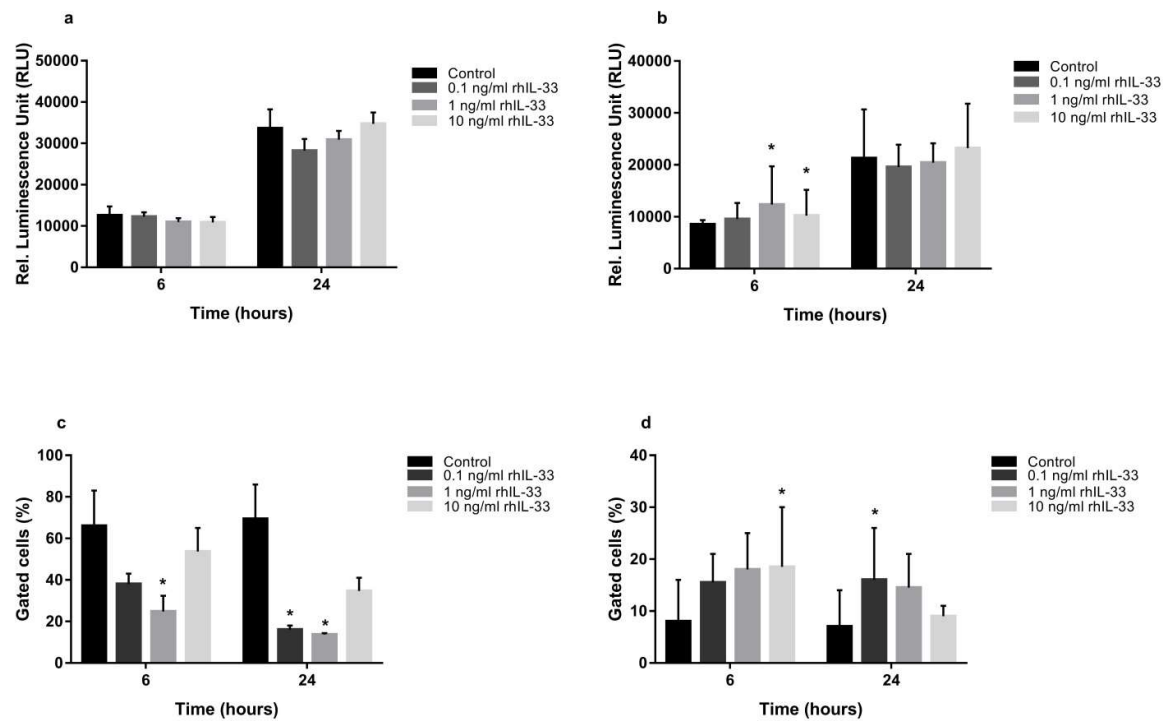 a
Rel. Luminescence Unit (RLU)
50000
40000
30000
20000
10000
0
6
24
Time (hours)
Control
0.1 ng/ml rhIL-33
1 ng/ml rhIL-33
10 ng/ml rhIL-33
b
Rel. Luminescence Unit (RLU)
40000
30000
20000
10000
0
*
*
6
24
Time (hours)
Control
0.1 ng/ml rhIL-33
1 ng/ml rhIL-33
10 ng/ml rhIL-33
c
Gated cells (%)
100
80
60
40
20
0
*
*
*
6
24
Time (hours)
Control
0.1 ng/ml rhIL-33
1 ng/ml rhIL-33
10 ng/ml rhIL-33
d
Gated cells (%)
40
30
20
10
0
*
*
6
24
Time (hours)
Control
0.1 ng/ml rhIL-33
1 ng/ml rhIL-33
10 ng/ml rhIL-33